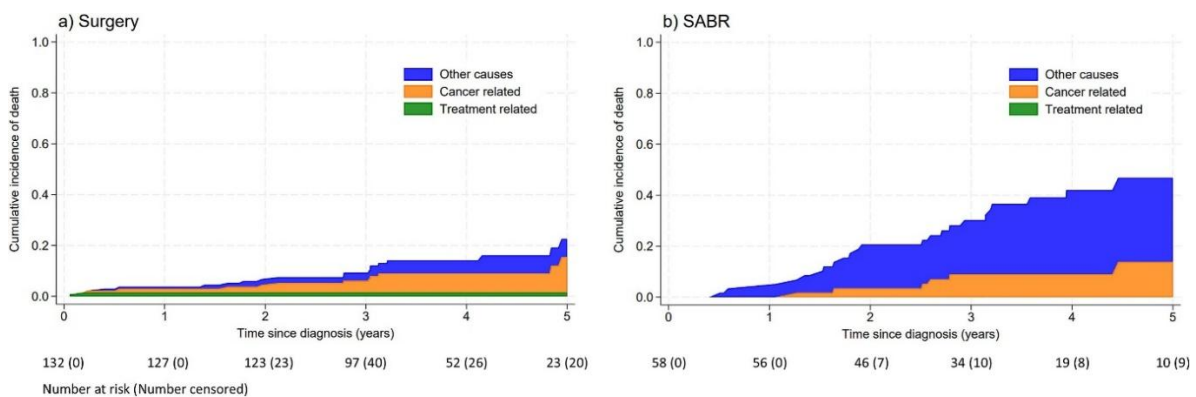 a) Surgery
1.0
0.8
0.6
0.4
0.2
0.0
Cumulative incidence of death
Other causes
Cancer related
Treatment related
0 1 2 3 4 5
Time since diagnosis (years)
132 (0) 127 (0) 123 (23) 97 (40) 52 (26) 23 (20)
Number at risk (Number censored)
b) SABR
1.0
0.8
0.6
0.4
0.2
0.0
Cumulative incidence of death
Other causes
Cancer related
Treatment related
0 1 2 3 4 5
Time since diagnosis (years)
58 (0) 56 (0) 46 (7) 34 (10) 19 (8) 10 (9)